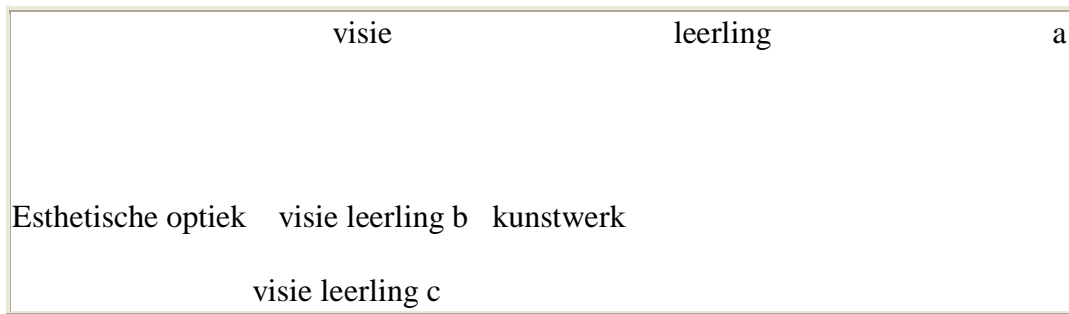 visie leerling a
Esthetische optiek visie leerling b kunstwerk
visie leerling c